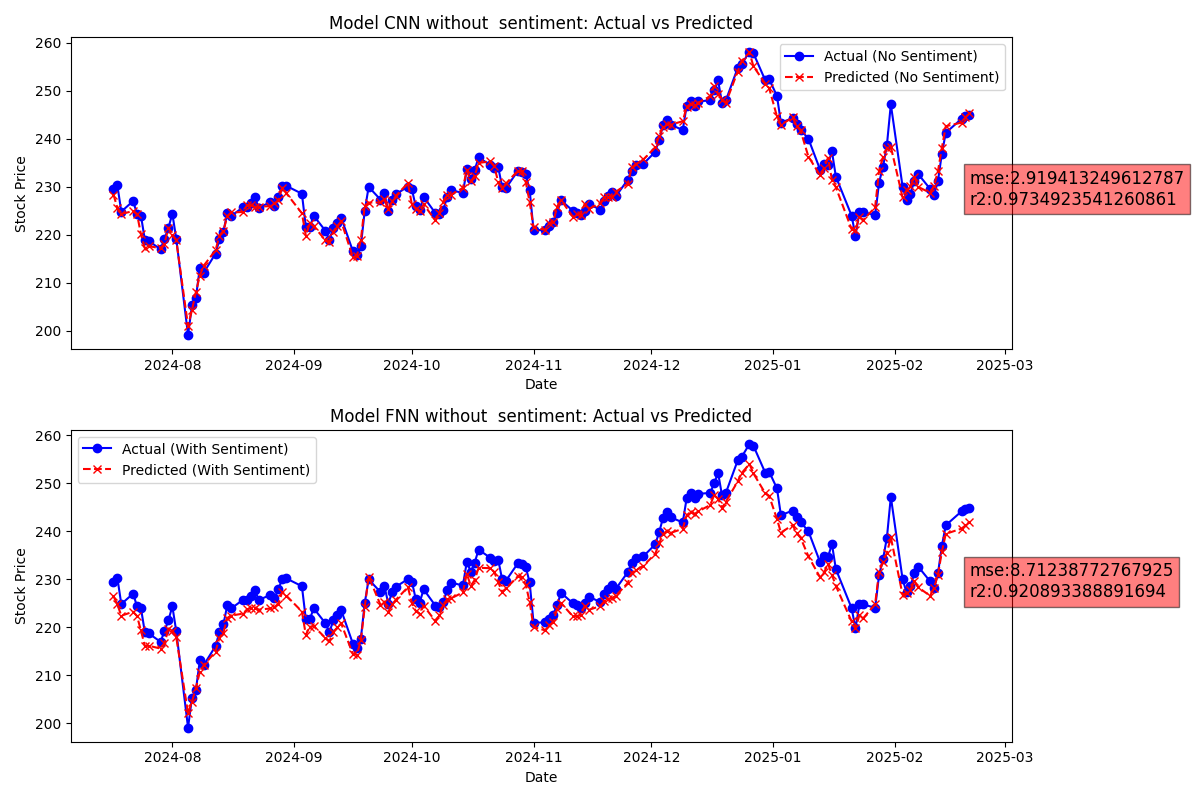 Model CNN without  sentiment: Actual vs Predicted
260
250
240
230
220
210
200
Stock Price
Actual (No Sentiment)
Predicted (No Sentiment)
mse:2.919413249612787
r2:0.9734923541260861
2024-08 2024-09 2024-10 2024-11 2024-12 2025-01 2025-02 2025-03
Date
Model FNN without  sentiment: Actual vs Predicted
260
250
240
230
220
210
200
Stock Price
Actual (With Sentiment)
Predicted (With Sentiment)
mse:8.71238772767925
r2:0.920893388891694
2024-08 2024-09 2024-10 2024-11 2024-12 2025-01 2025-02 2025-03
Date